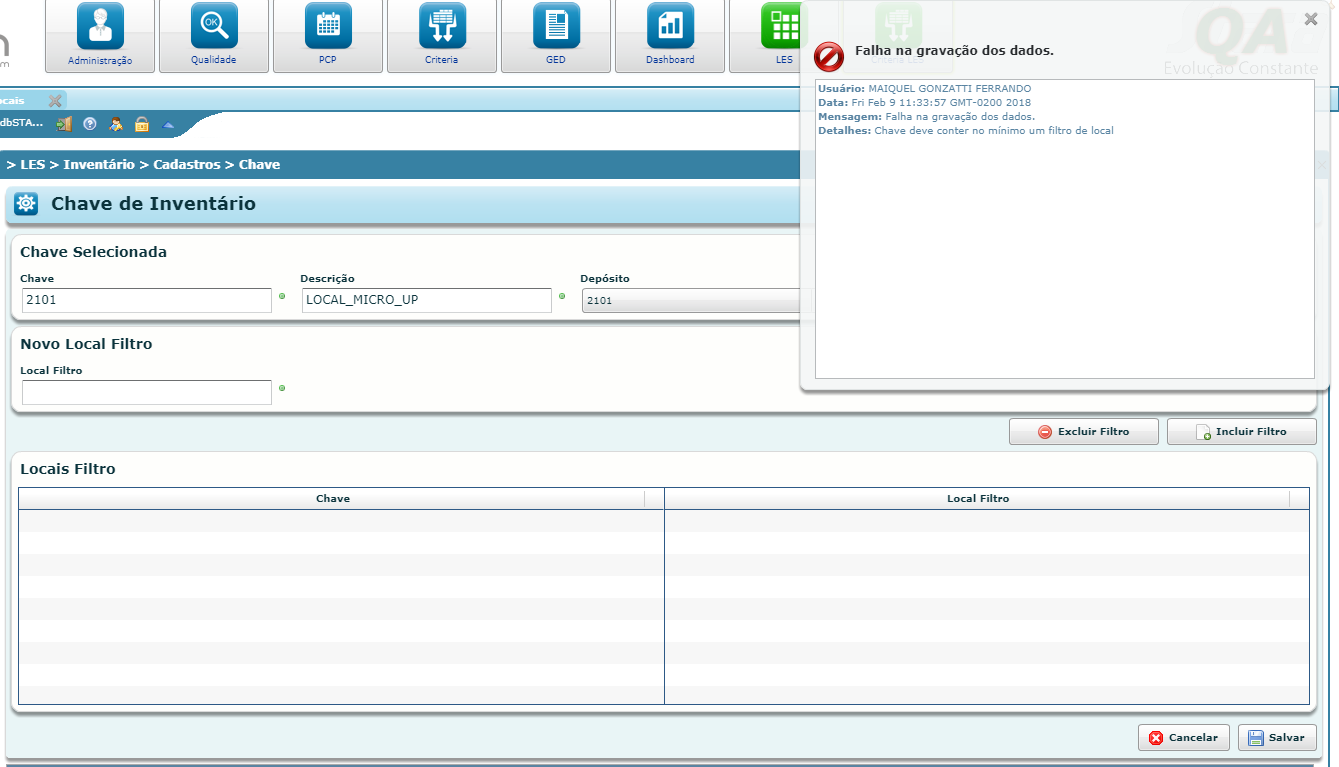 Administração
Qualidade
PCP
Criteria
GED
Dashboard
LES
Criteria LES
QA
Evolução Constante
Falha na gravação dos dados.
Usuário: MAIQUEL GONZATTI FERRANDO
Data: Fri Feb 9 11:33:57 GMT-0200 2018
Mensagem: Falha na gravação dos dados.
Detalhes: Chave deve conter no mínimo um filtro de local
ocais
dbSTA...
> LES > Inventário > Cadastros > Chave
Chave de Inventário
Chave Selecionada
Chave
Descrição
Depósito
2101
LOCAL_MICRO_UP
2101
Novo Local Filtro
Local Filtro
Excluir Filtro
Incluir Filtro
Locais Filtro
Chave
Local Filtro
Cancelar
Salvar